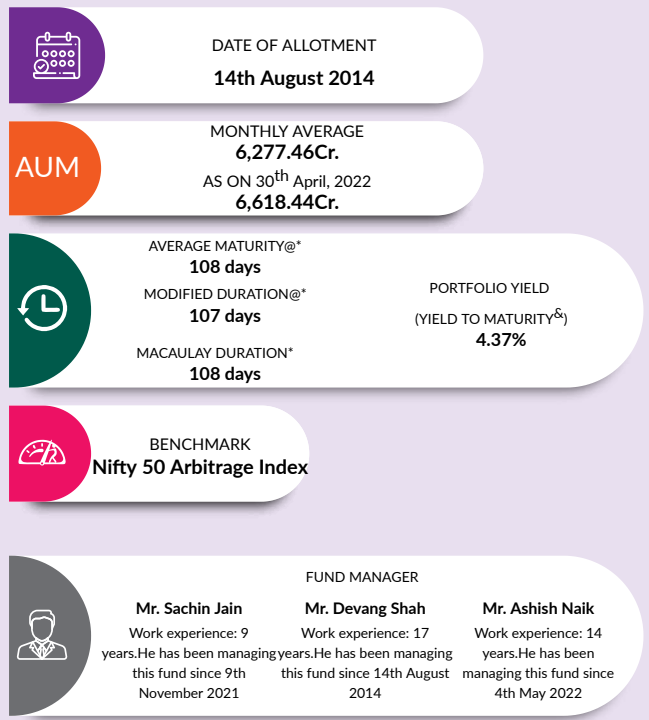 DATE OF ALLOTMENT
14th August 2014
AUM
MONTHLY AVERAGE
6,277.46Cr.
AS ON 30th April, 2022
6,618.44Cr.
AVERAGE MATURITY@*
108 days
MODIFIED DURATION@*
107 days
MACAULAY DURATION*
108 days
PORTFOLIO YIELD
(YIELD TO MATURITY&)
4.37%
BENCHMARK
Nifty 50 Arbitrage Index
FUND MANAGER
Mr. Sachin Jain
Work experience: 9
years.He has been managing
this fund since 9th
November 2021
Mr. Devang Shah
Work experience: 17
years.He has been managing
this fund since 14th August
2014
Mr. Ashish Naik
Work experience: 14
years.He has been
managing this fund since
4th May 2022